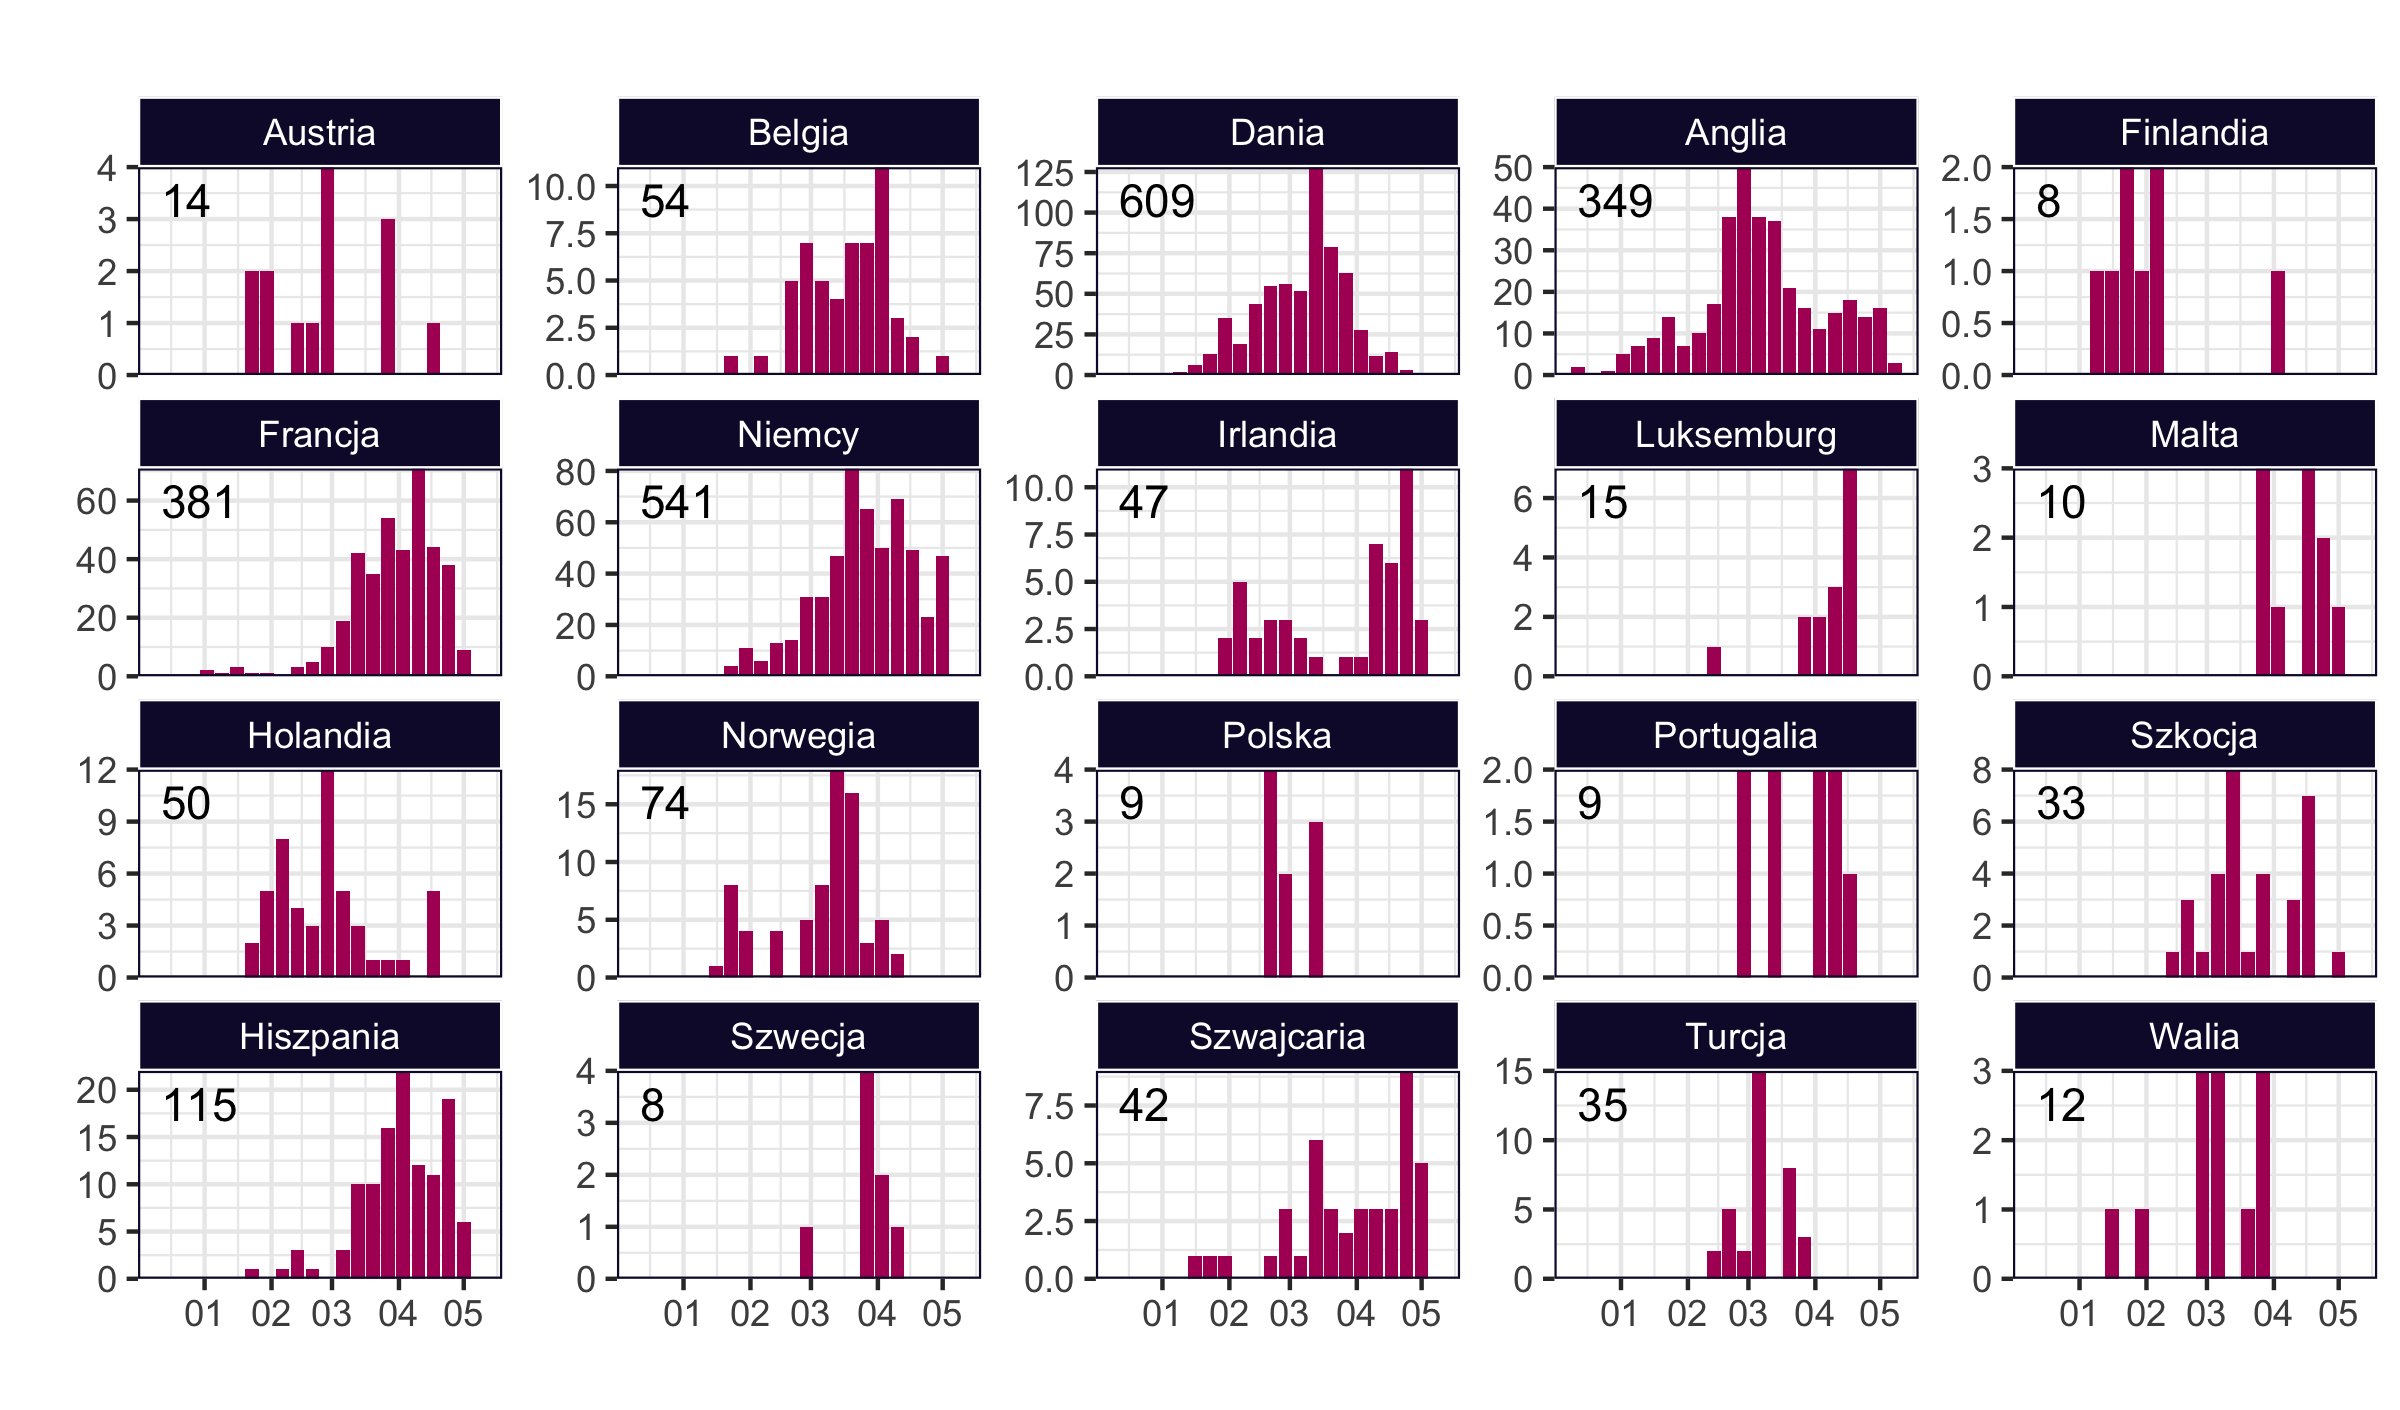 Austria Belgia Dania Anglia Finlandia
4 3 2 1 0 14
10.0 7.5 5.0 2.5 0.0 54
125 100 75 50 25 0 609
50 40 30 20 10 0 349
2.0 1.5 1.0 0.5 0.0 8
Francja Niemcy Irlandia Luksemburg Malta
60 40 20 0 381
80 60 40 20 0 541
10.0 7.5 5.0 2.5 0.0 47
6 4 2 0 15
3 2 1 0 10
Holandia Norwegia Polska Portugalia Szkocja
12 9 6 3 0 50
15 10 5 0 74
4 3 2 1 0 9
2.0 1.5 1.0 0.5 0.0 9
8 6 4 2 0 33
Hiszpania Szwecja Szwajcaria Turcja Walia
20 15 10 5 0 115
4 3 2 1 0 8
7.5 5.0 2.5 0.0 42
15 10 5 0 35
3 2 1 0 12
01 02 03 04 05 01 02 03 04 05 01 02 03 04 05 01 02 03 04 05 01 02 03 04 05